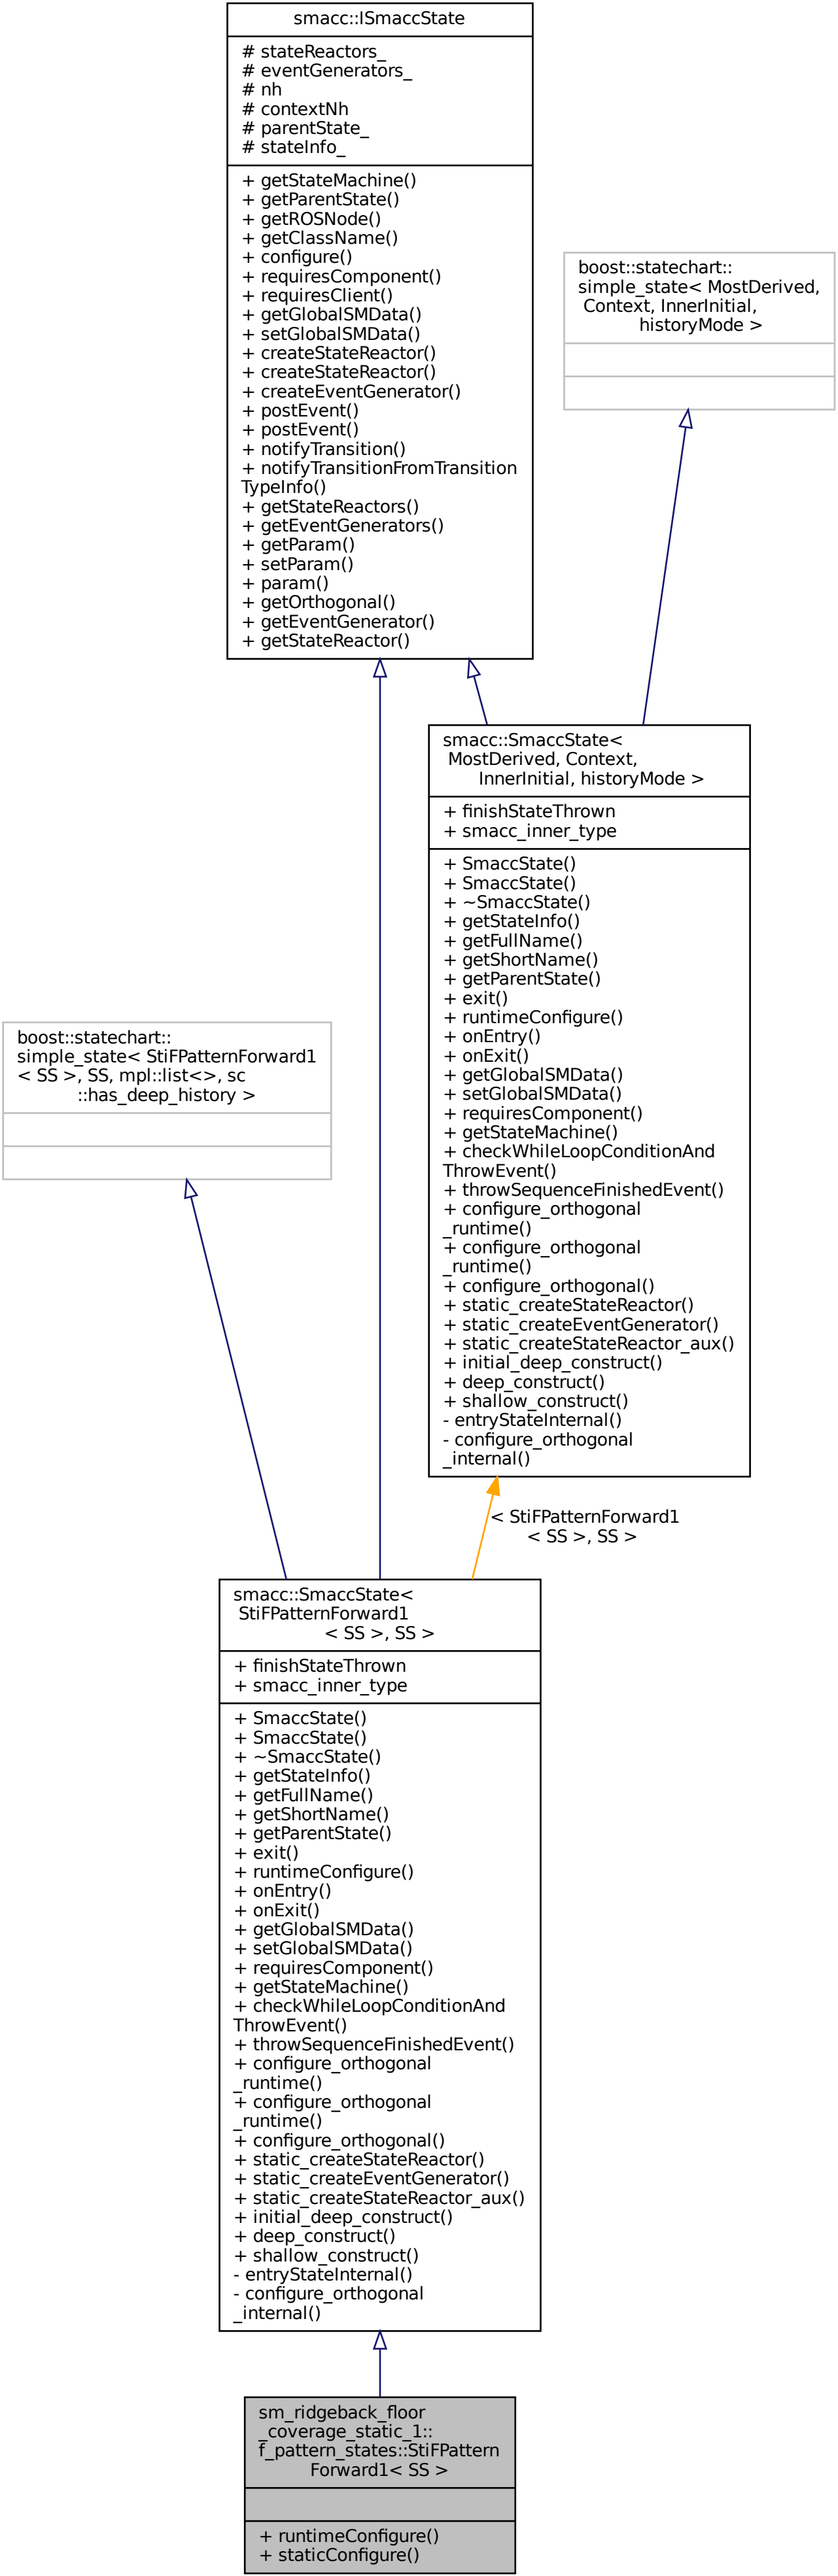 smacc::ISmaccState
# stateReactors_
# eventGenerators_
# nh
# contextNh
# parentState_
# stateInfo_
+ getStateMachine()
+ getParentState()
+ getROSNode()
+ getClassName()
+ configure()
+ requiresComponent()
+ requiresClient()
+ getGlobalSMData()
+ setGlobalSMData()
+ createStateReactor()
+ createStateReactor()
+ createEventGenerator()
+ postEvent()
+ postEvent()
+ notifyTransition()
+ notifyTransitionFromTransition
TypeInfo()
+ getStateReactors()
+ getEventGenerators()
+ getParam()
+ setParam()
+ param()
+ getOrthogonal()
+ getEventGenerator()
+ getStateReactor()
boost::statechart::
simple_state< MostDerived,
Context, InnerInitial,
historyMode >
smacc::SmaccState<
MostDerived, Context,
InnerInitial, historyMode >
+ finishStateThrown
+ smacc_inner_type
+ SmaccState()
+ SmaccState()
+ ~SmaccState()
+ getStateInfo()
+ getFullName()
+ getShortName()
+ getParentState()
+ exit()
+ runtimeConfigure()
+ onEntry()
+ onExit()
+ getGlobalSMData()
+ setGlobalSMData()
+ requiresComponent()
+ getStateMachine()
+ checkWhileLoopConditionAnd
ThrowEvent()
+ throwSequenceFinishedEvent()
+ configure_orthogonal
_runtime()
+ configure_orthogonal
_runtime()
+ configure_orthogonal()
+ static_createStateReactor()
+ static_createEventGenerator()
+ static_createStateReactor_aux()
+ initial_deep_construct()
+ deep_construct()
+ shallow_construct()
- entryStateInternal()
- configure_orthogonal
_internal()
boost::statechart::
simple_state< StiFPatternForward1
< SS >, SS, mpl::list<>, sc
::has_deep_history >
< StiFPatternForward1
< SS >, SS >
smacc::SmaccState<
StiFPatternForward1
< SS >, SS >
+ finishStateThrown
+ smacc_inner_type
+ SmaccState()
+ SmaccState()
+ ~SmaccState()
+ getStateInfo()
+ getFullName()
+ getShortName()
+ getParentState()
+ exit()
+ runtimeConfigure()
+ onEntry()
+ onExit()
+ getGlobalSMData()
+ setGlobalSMData()
+ requiresComponent()
+ getStateMachine()
+ checkWhileLoopConditionAnd
ThrowEvent()
+ throwSequenceFinishedEvent()
+ configure_orthogonal
_runtime()
+ configure_orthogonal
_runtime()
+ configure_orthogonal()
+ static_createStateReactor()
+ static_createEventGenerator()
+ static_createStateReactor_aux()
+ initial_deep_construct()
+ deep_construct()
+ shallow_construct()
- entryStateInternal()
- configure_orthogonal
_internal()
sm_ridgeback_floor
_coverage_static_1::
f_pattern_states::StiFPattern
Forward1< SS >
+ runtimeConfigure()
+ staticConfigure()